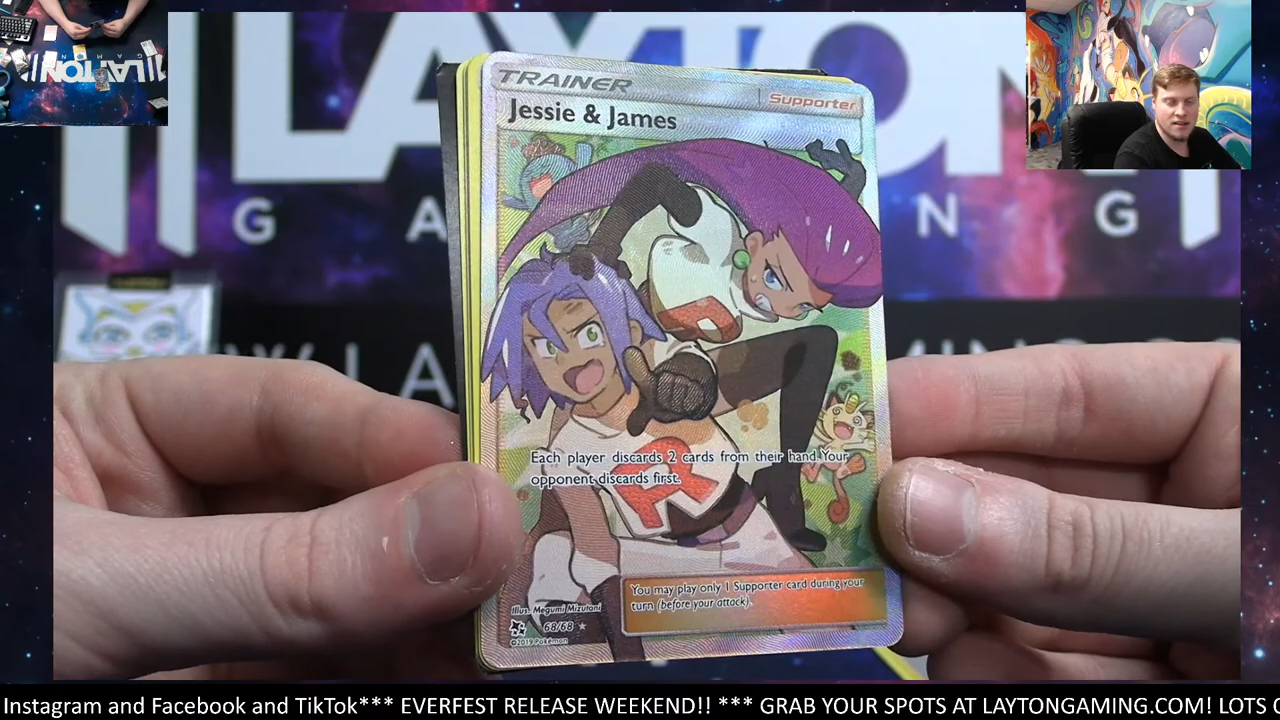 TRAINER
Supporter
Jessie & James
G A N G
R
Each player discards 2 cards from their hand. Your
opponent discards first.
You may play only 1 Supporter card during your
turn (before your attack).
Illus. Megumi Mizutani
68/68
©2019 Pokémon
Instagram and Facebook and TikTok*** EVERFEST RELEASE WEEKEND!! *** GRAB YOUR SPOTS AT LAYTONGAMING.COM! LOTS